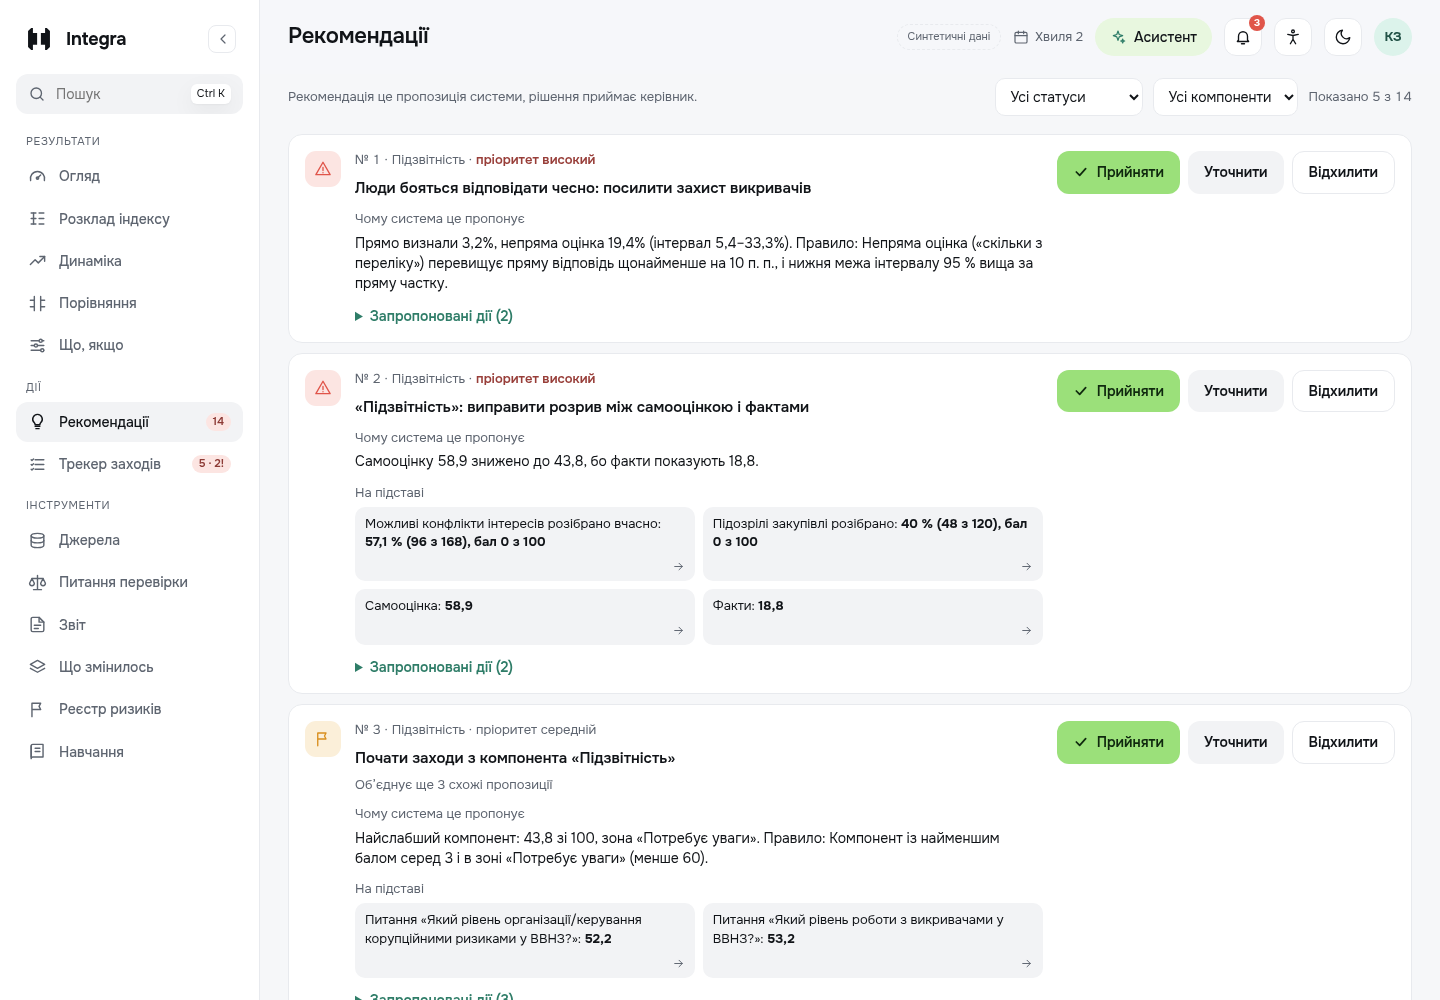 Integra
Пошук
Ctrl K
РЕЗУЛЬТАТИ
Огляд
Розклад індексу
Динаміка
Порівняння
Що, якщо
ДІЇ
Рекомендації
14
Трекер заходів
5 · 2!
ІНСТРУМЕНТИ
Джерела
Питання перевірки
Звіт
Що змінилось
Реєстр ризиків
Навчання
Рекомендації
Синтетичні дані
Хвиля 2
Асистент
3
КЗ
Рекомендація це пропозиція системи, рішення приймає керівник.
Усі статуси
Усі компоненти
Показано 5 з 14
№ 1 · Підзвітність · пріоритет високий
Люди бояться відповідати чесно: посилити захист викривачів
Чому система це пропонує
Прямо визнали 3,2%, непряма оцінка 19,4% (інтервал 5,4–33,3%). Правило: Непряма оцінка («скільки з
переліку») перевищує пряму відповідь щонайменше на 10 п. п., і нижня межа інтервалу 95 % вища за
пряму частку.
Запропоновані дії (2)
Прийняти
Уточнити
Відхилити
№ 2 · Підзвітність · пріоритет високий
«Підзвітність»: виправити розрив між самооцінкою і фактами
Чому система це пропонує
Самооцінку 58,9 знижено до 43,8, бо факти показують 18,8.
На підставі
Можливі конфлікти інтересів розібрано вчасно:
57,1 % (96 з 168), бал 0 з 100
→
Підозрілі закупівлі розібрано: 40 % (48 з 120), бал
0 з 100
→
Самооцінка: 58,9
→
Факти: 18,8
→
Запропоновані дії (2)
Прийняти
Уточнити
Відхилити
№ 3 · Підзвітність · пріоритет середній
Почати заходи з компонента «Підзвітність»
Об’єднує ще 3 схожі пропозиції
Чому система це пропонує
Найслабший компонент: 43,8 зі 100, зона «Потребує уваги». Правило: Компонент із найменшим
балом серед 3 і в зоні «Потребує уваги» (менше 60).
На підставі
Питання «Який рівень організації/керування
корупційними ризиками у ВВНЗ?»: 52,2
→
Питання «Який рівень роботи з викривачами у
ВВНЗ?»: 53,2
→
Запропоновані дії (3)
Прийняти
Уточнити
Відхилити